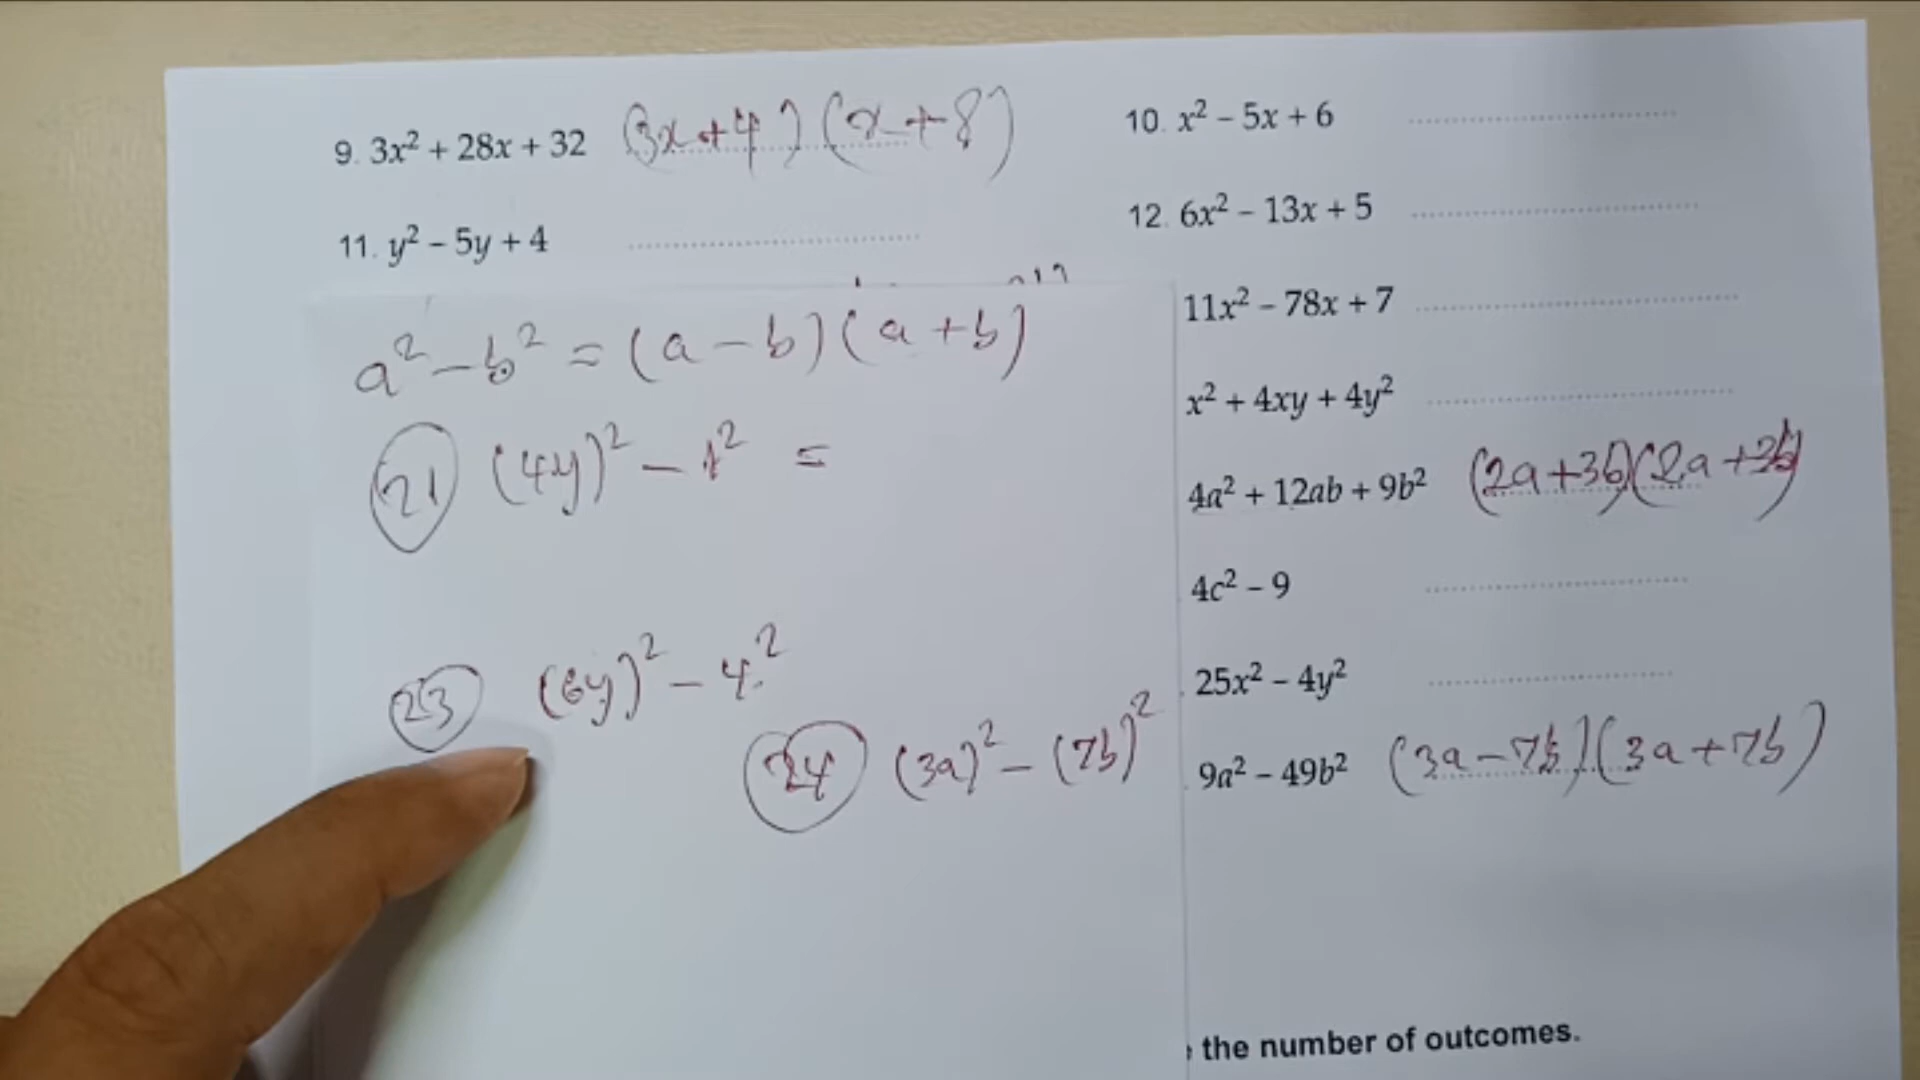 9. 3x² + 28x + 32 (3x+4)(x+8)
10. x² – 5x + 6
11. y² – 5y + 4
12. 6x² – 13x + 5
a² – b² = (a – b)(a + b)
11x² – 78x + 7
21 (4y)² – 1² =
x² + 4xy + 4y²
4a² + 12ab + 9b² (2a+3b)(2a+3b)
4c² – 9
23 (6y)² – 4²
25x² – 4y²
24 (3a)² – (7b)²
9a² – 49b² (3a–7b)(3a+7b)
the number of outcomes.